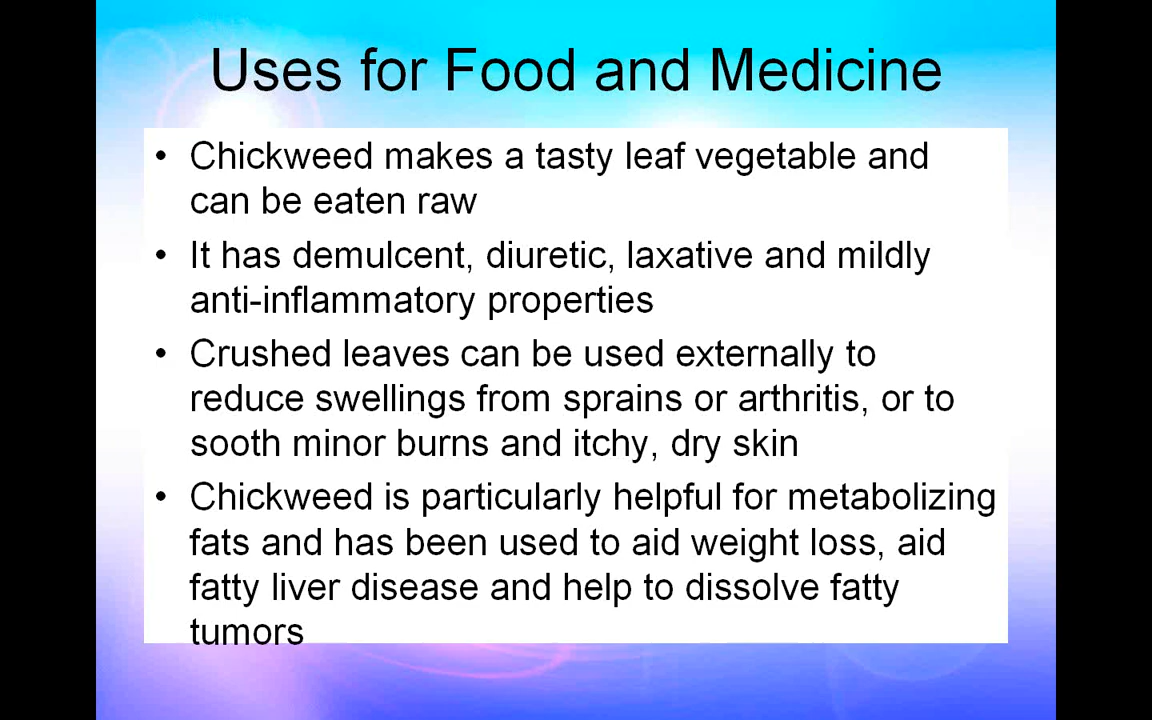 Uses for Food and Medicine
• Chickweed makes a tasty leaf vegetable and
can be eaten raw
• It has demulcent, diuretic, laxative and mildly
anti-inflammatory properties
• Crushed leaves can be used externally to
reduce swellings from sprains or arthritis, or to
sooth minor burns and itchy, dry skin
• Chickweed is particularly helpful for metabolizing
fats and has been used to aid weight loss, aid
fatty liver disease and help to dissolve fatty
tumors